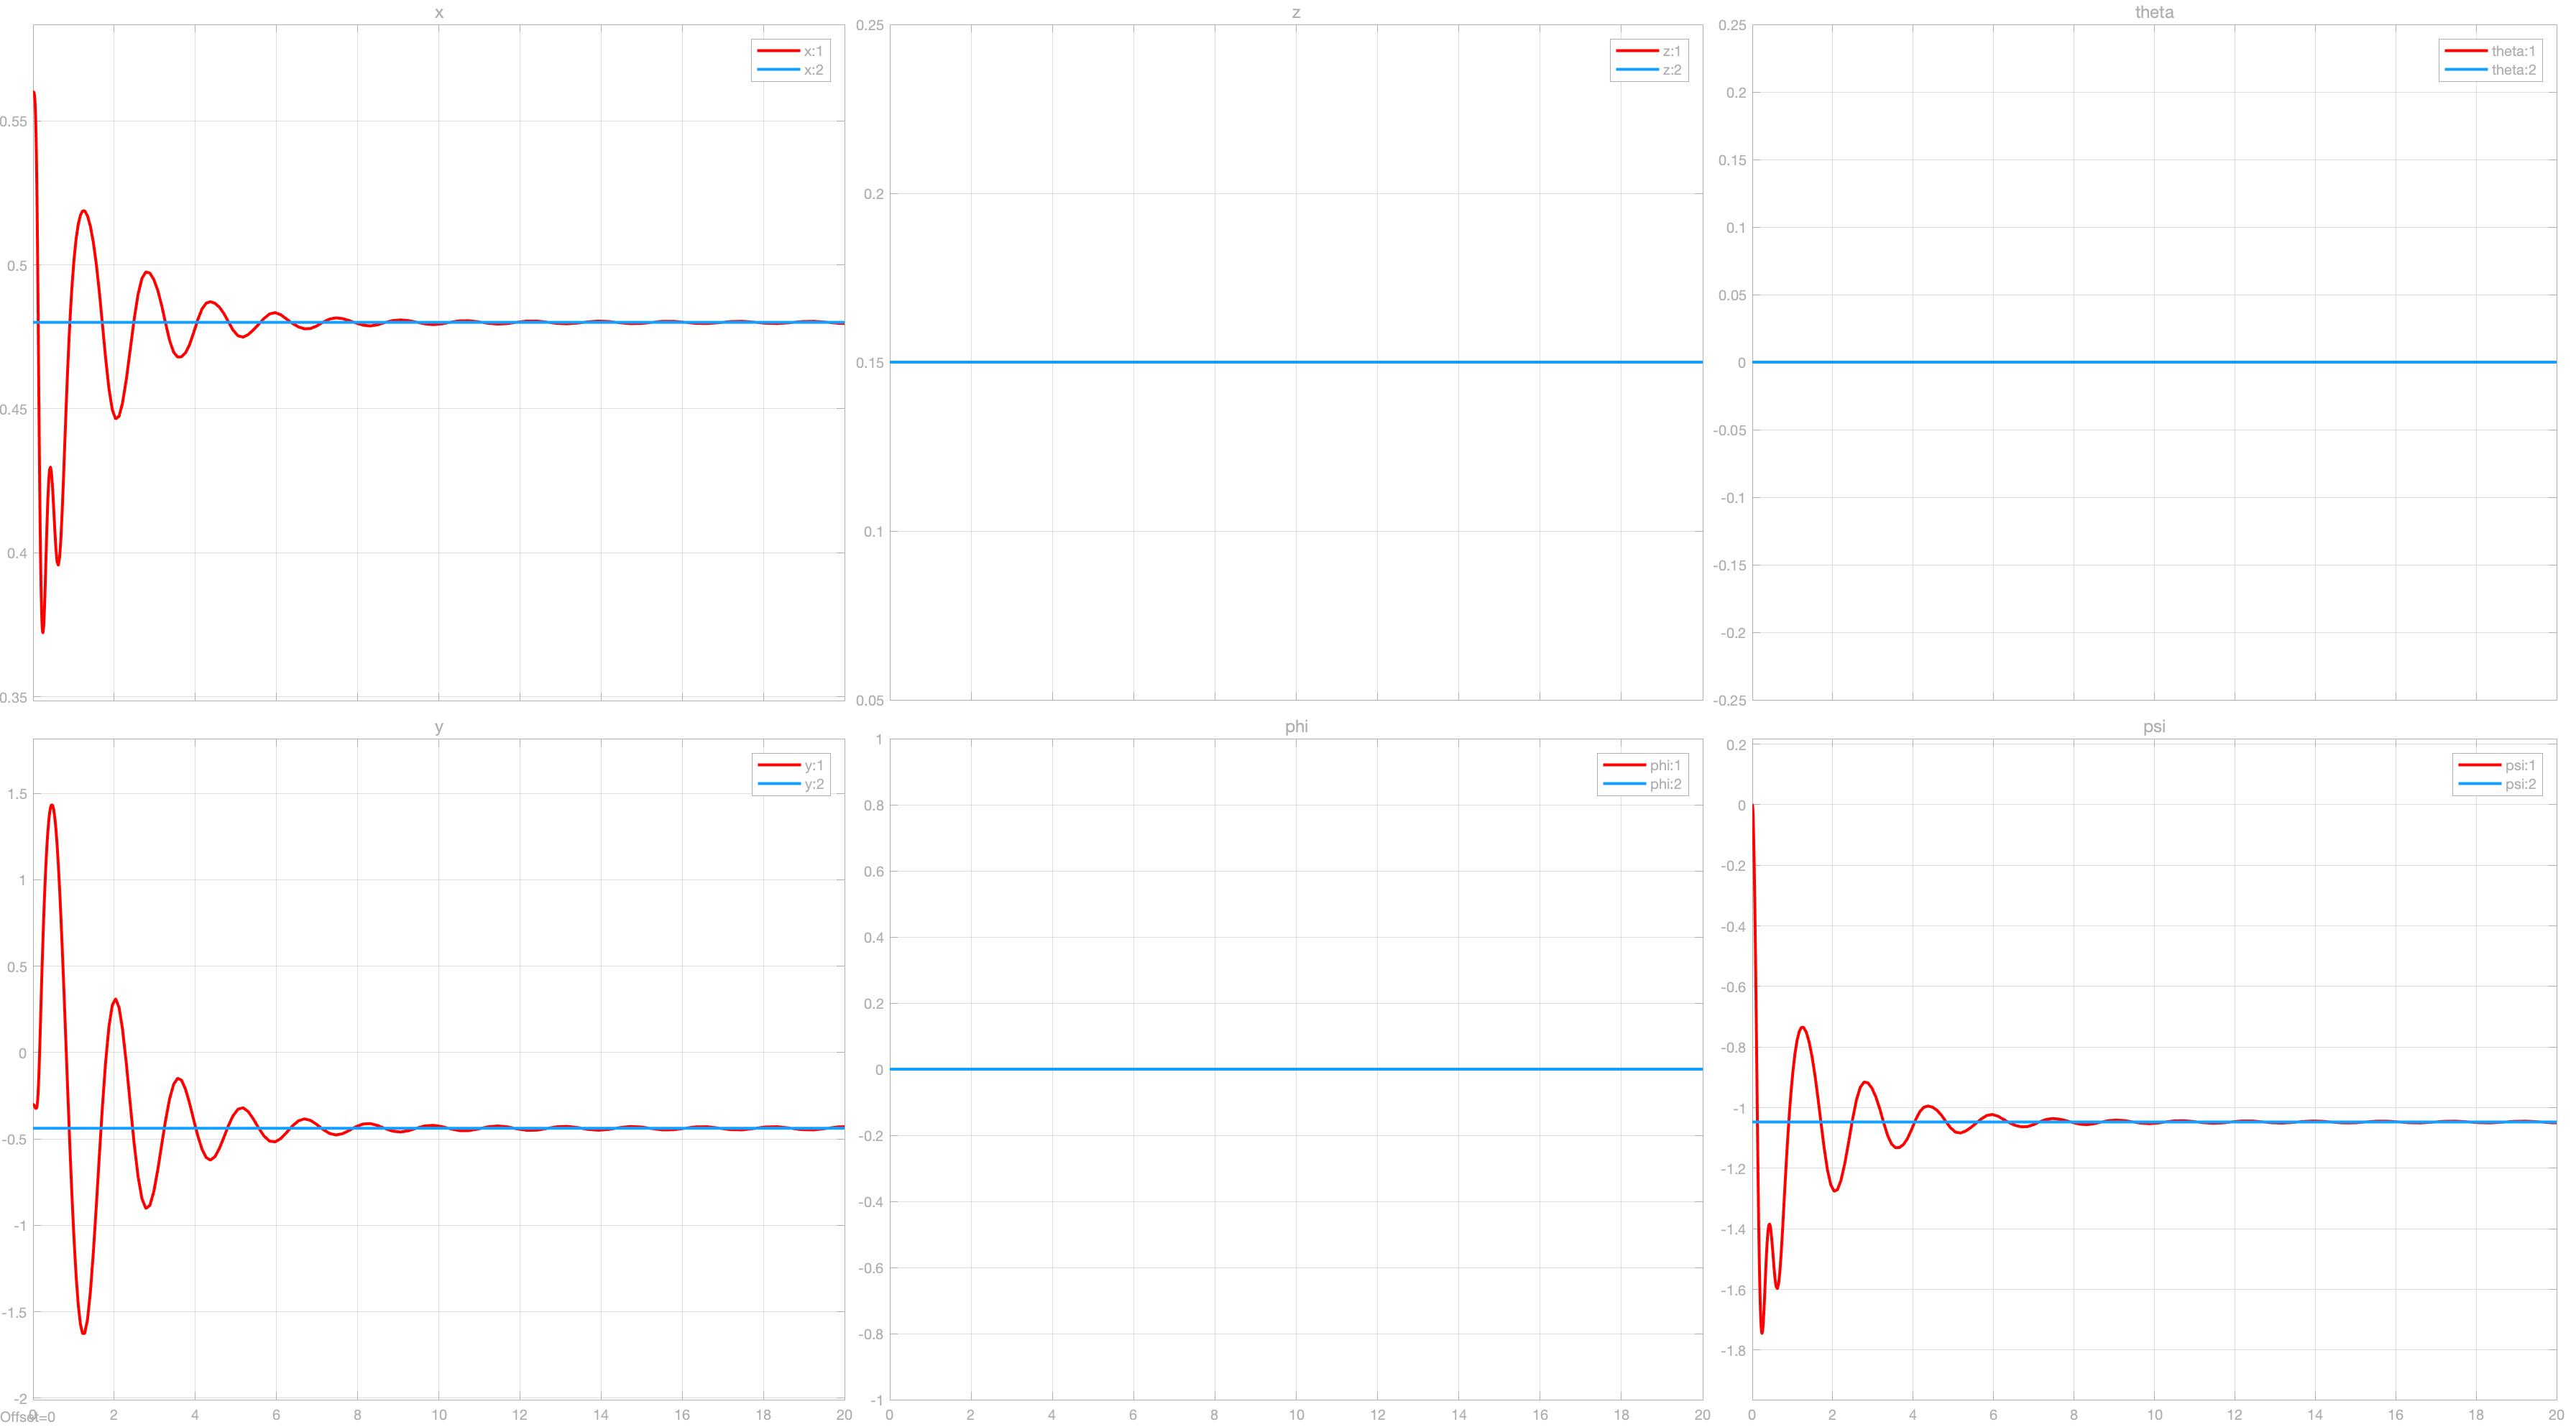 x
x:1
x:2
0.55
0.5
0.45
0.4
0.35
z
z:1
z:2
0.25
0.2
0.15
0.1
0.05
theta
theta:1
theta:2
0.25
0.2
0.15
0.1
0.05
0
-0.05
-0.1
-0.15
-0.2
-0.25
y
y:1
y:2
1.5
1
0.5
0
-0.5
-1
-1.5
-2
0 2 4 6 8 10 12 14 16 18 20
Offset=0
phi
phi:1
phi:2
1
0.8
0.6
0.4
0.2
0
-0.2
-0.4
-0.6
-0.8
-1
0 2 4 6 8 10 12 14 16 18 20
psi
psi:1
psi:2
0.2
0
-0.2
-0.4
-0.6
-0.8
-1
-1.2
-1.4
-1.6
-1.8
0 2 4 6 8 10 12 14 16 18 20